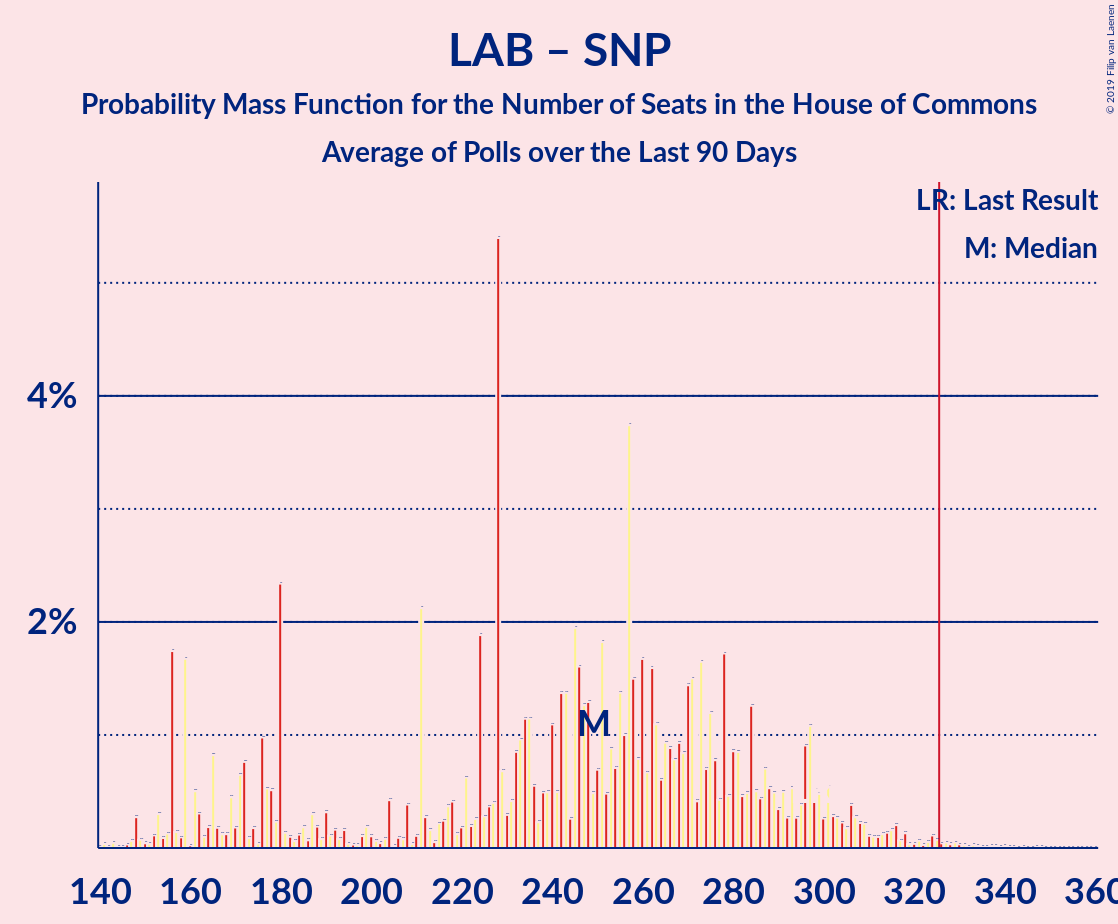 LAB – SNP
Probability Mass Function for the Number of Seats in the House of Commons
Average of Polls over the Last 90 Days
© 2019 Filip van Laenen
LR: Last Result
M: Median
4%
2%
M
140 160 180 200 220 240 260 280 300 320 340 360